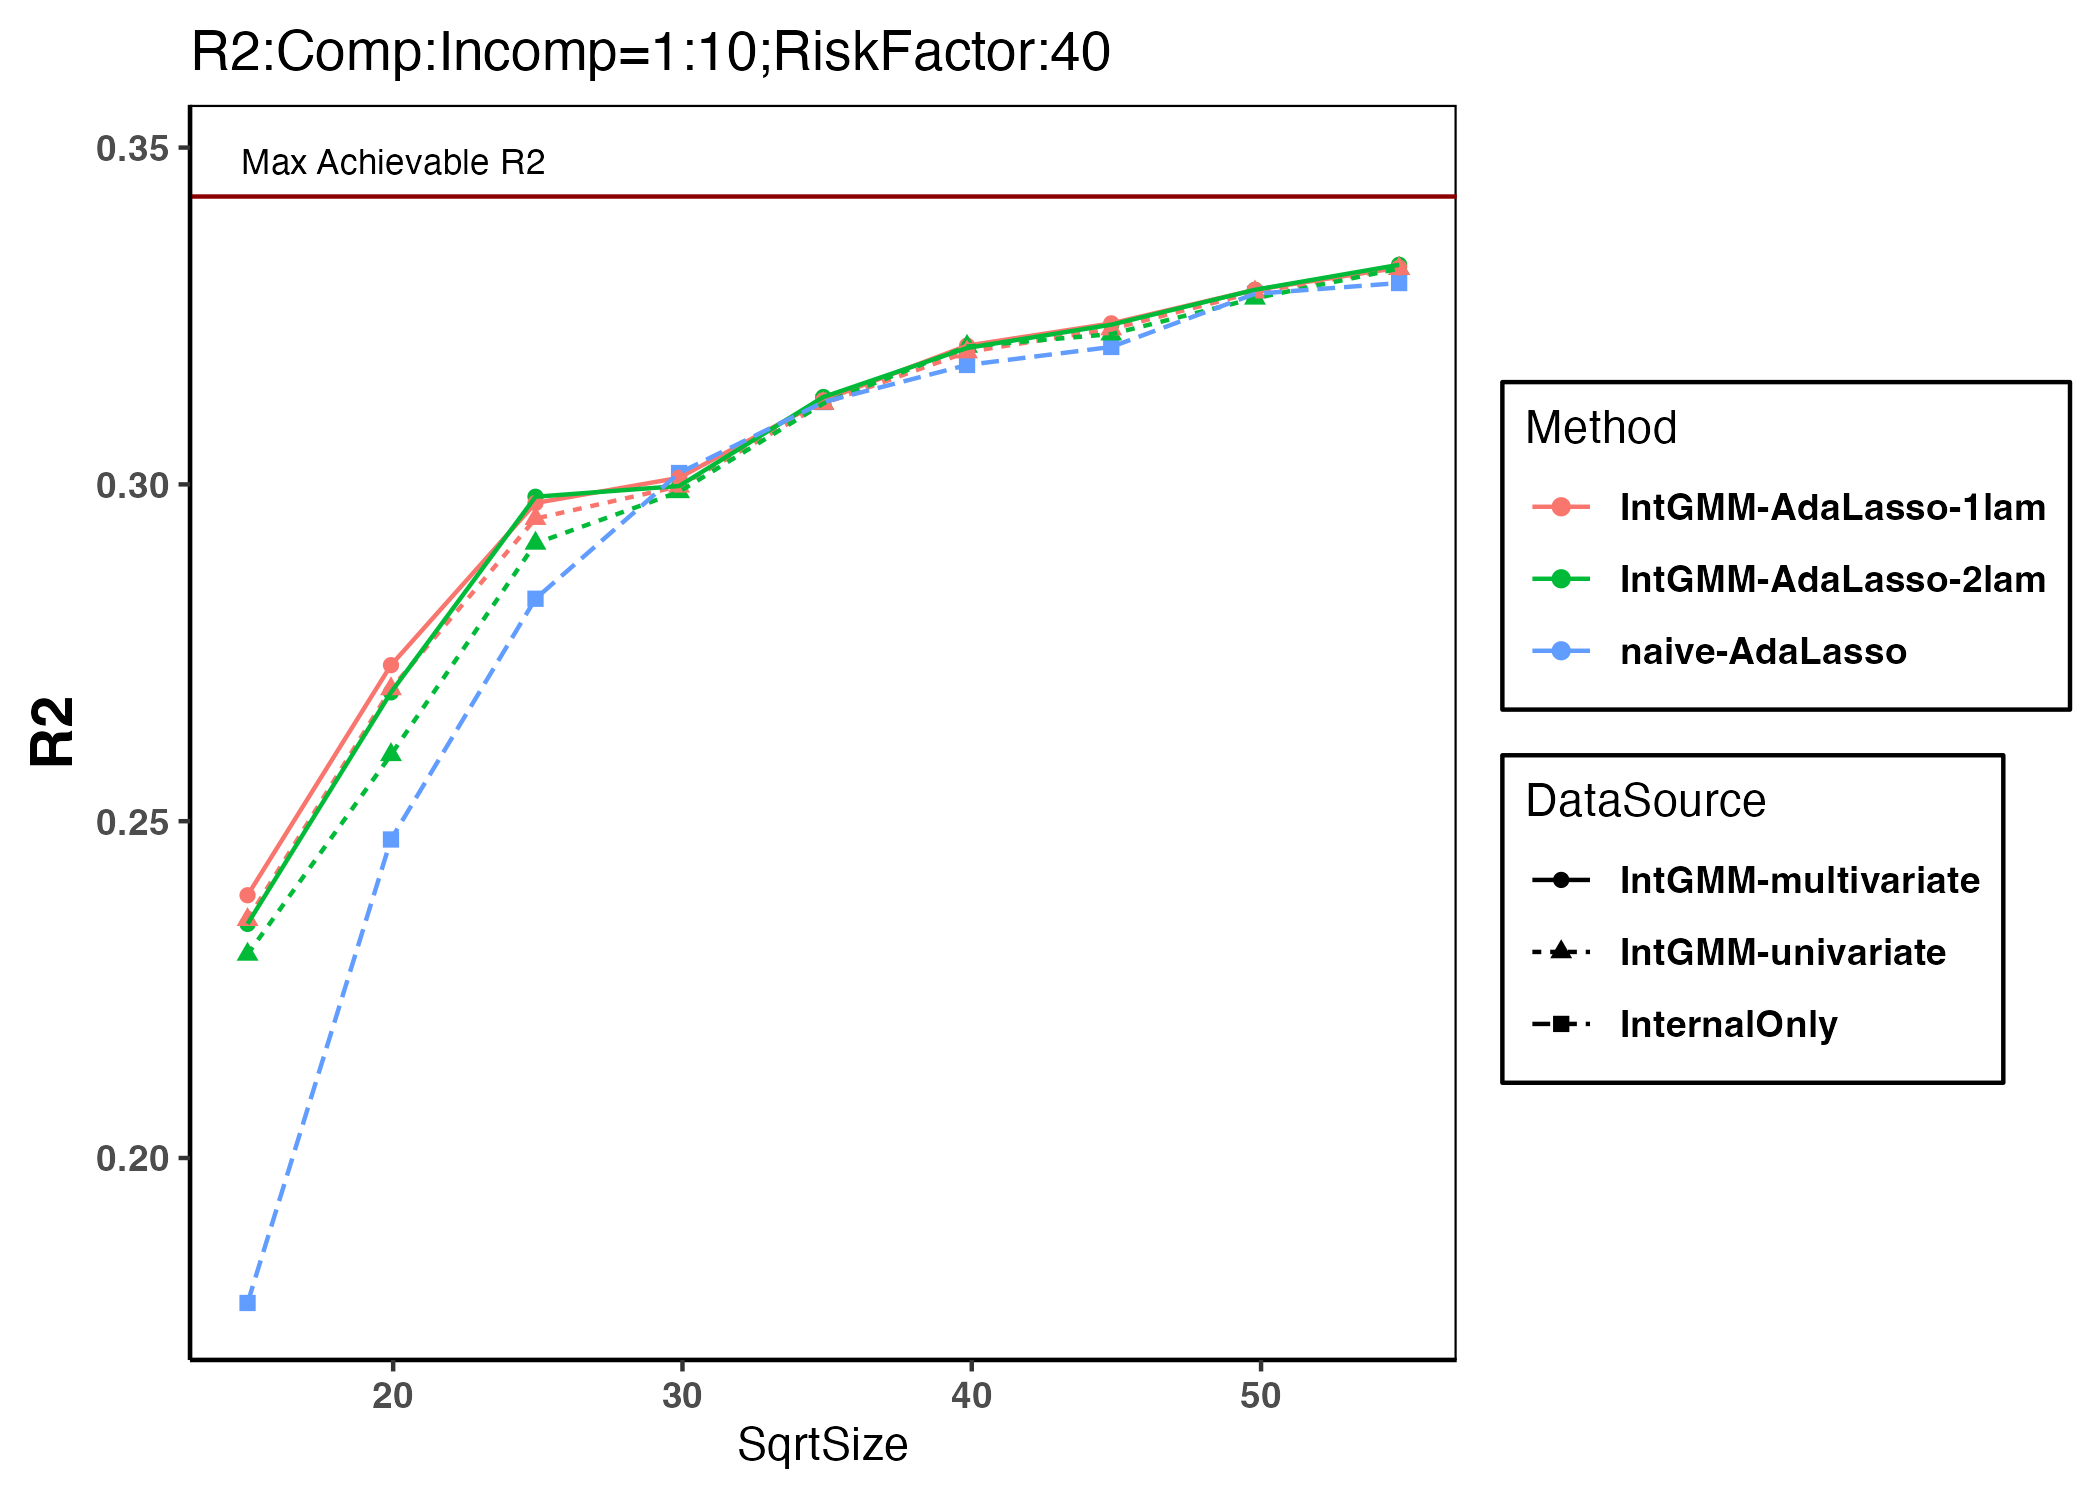 R2:Comp:Incomp=1:10;RiskFactor:40
0.35
Max Achievable R2
0.30
0.25
0.20
R2
20 30 40 50
SqrtSize
Method
IntGMM-AdaLasso-1lam
IntGMM-AdaLasso-2lam
naive-AdaLasso
DataSource
IntGMM-multivariate
IntGMM-univariate
InternalOnly